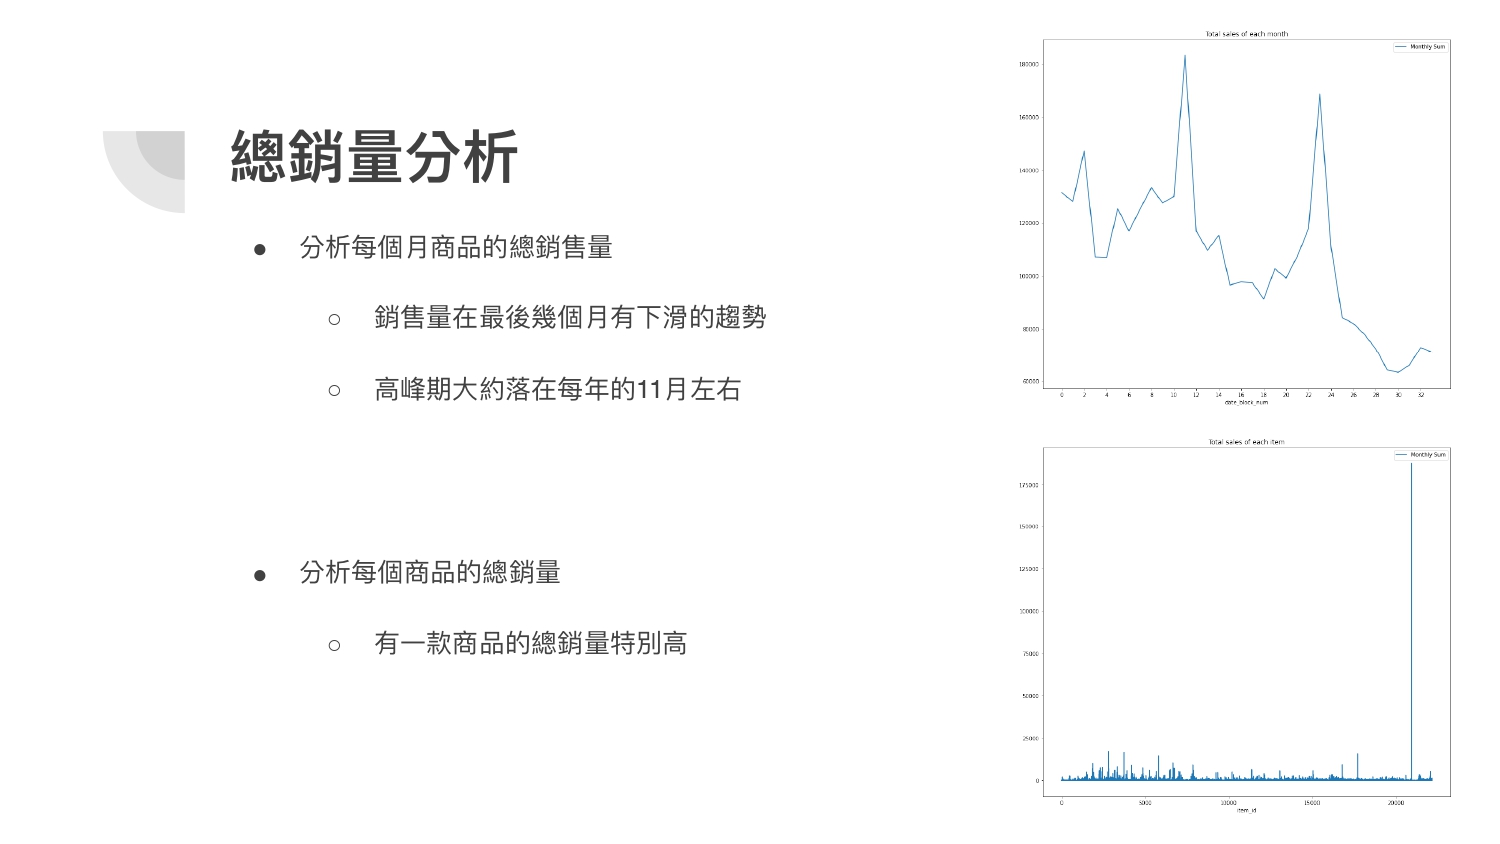 總銷量分析
● 分析每個月商品的總銷售量
○ 銷售量在最後幾個月有下滑的趨勢
○ 高峰期大約落在每年的11月左右
● 分析每個商品的總銷量
○ 有一款商品的總銷量特別高
Total sales of each month
Monthly Sum
180000
160000
140000
120000
100000
80000
60000
0 2 4 6 8 10 12 14 16 18 20 22 24 26 28 30 32
date_block_num
Total sales of each item
Monthly Sum
175000
150000
125000
100000
75000
50000
25000
0
0 5000 10000 15000 20000
item_id